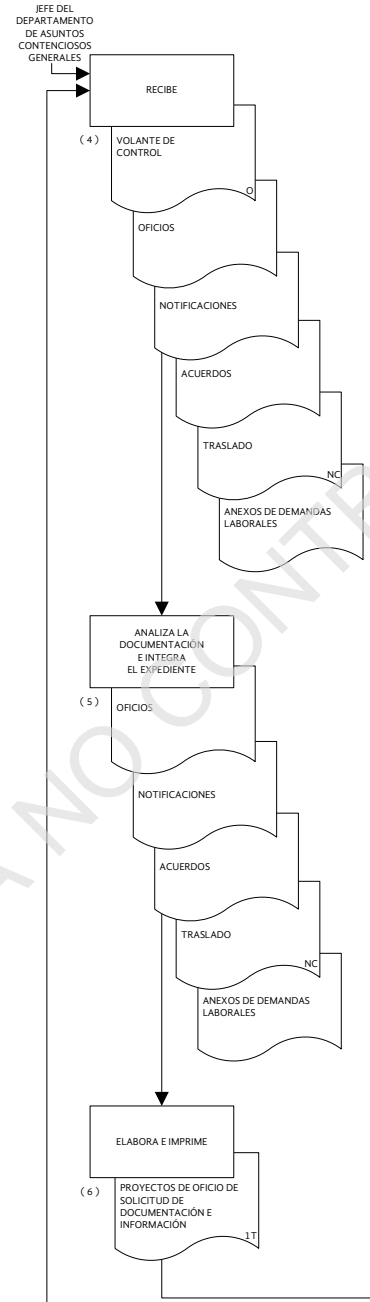 JEFE DEL
DEPARTAMENTO
DE ASUNTOS
CONTENCIOSOS
GENERALES
RECIBE
( 4 )
VOLANTE DE
CONTROL
O
OFICIOS
NOTIFICACIONES
ACUERDOS
TRASLADO
NC
ANEXOS DE DEMANDAS
LABORALES
ANALIZA LA
DOCUMENTACIÓN
E INTEGRA
EL EXPEDIENTE
( 5 )
OFICIOS
NOTIFICACIONES
ACUERDOS
TRASLADO
NC
ANEXOS DE DEMANDAS
LABORALES
ELABORA E IMPRIME
( 6 )
PROYECTOS DE OFICIO DE
SOLICITUD DE
DOCUMENTACIÓN E
INFORMACIÓN
1T
NO